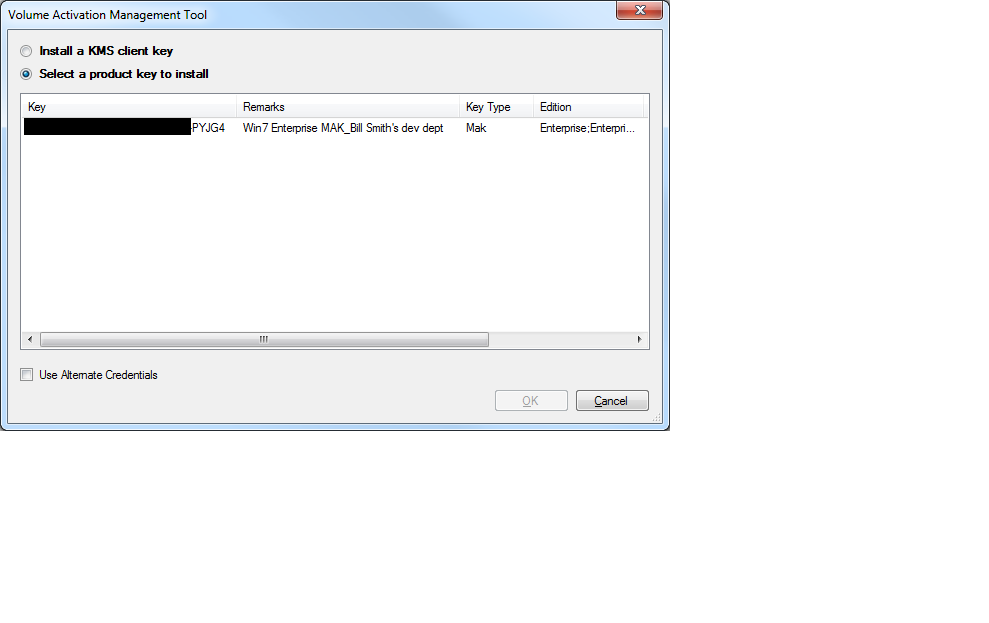 Volume Activation Management Tool
Install a KMS client key
Select a product key to install
Key Remarks Key Type Edition
-PYJG4 Win7 Enterprise MAK_Bill Smith's dev dept Mak Enterprise;Enterpri...
Use Alternate Credentials
OK Cancel